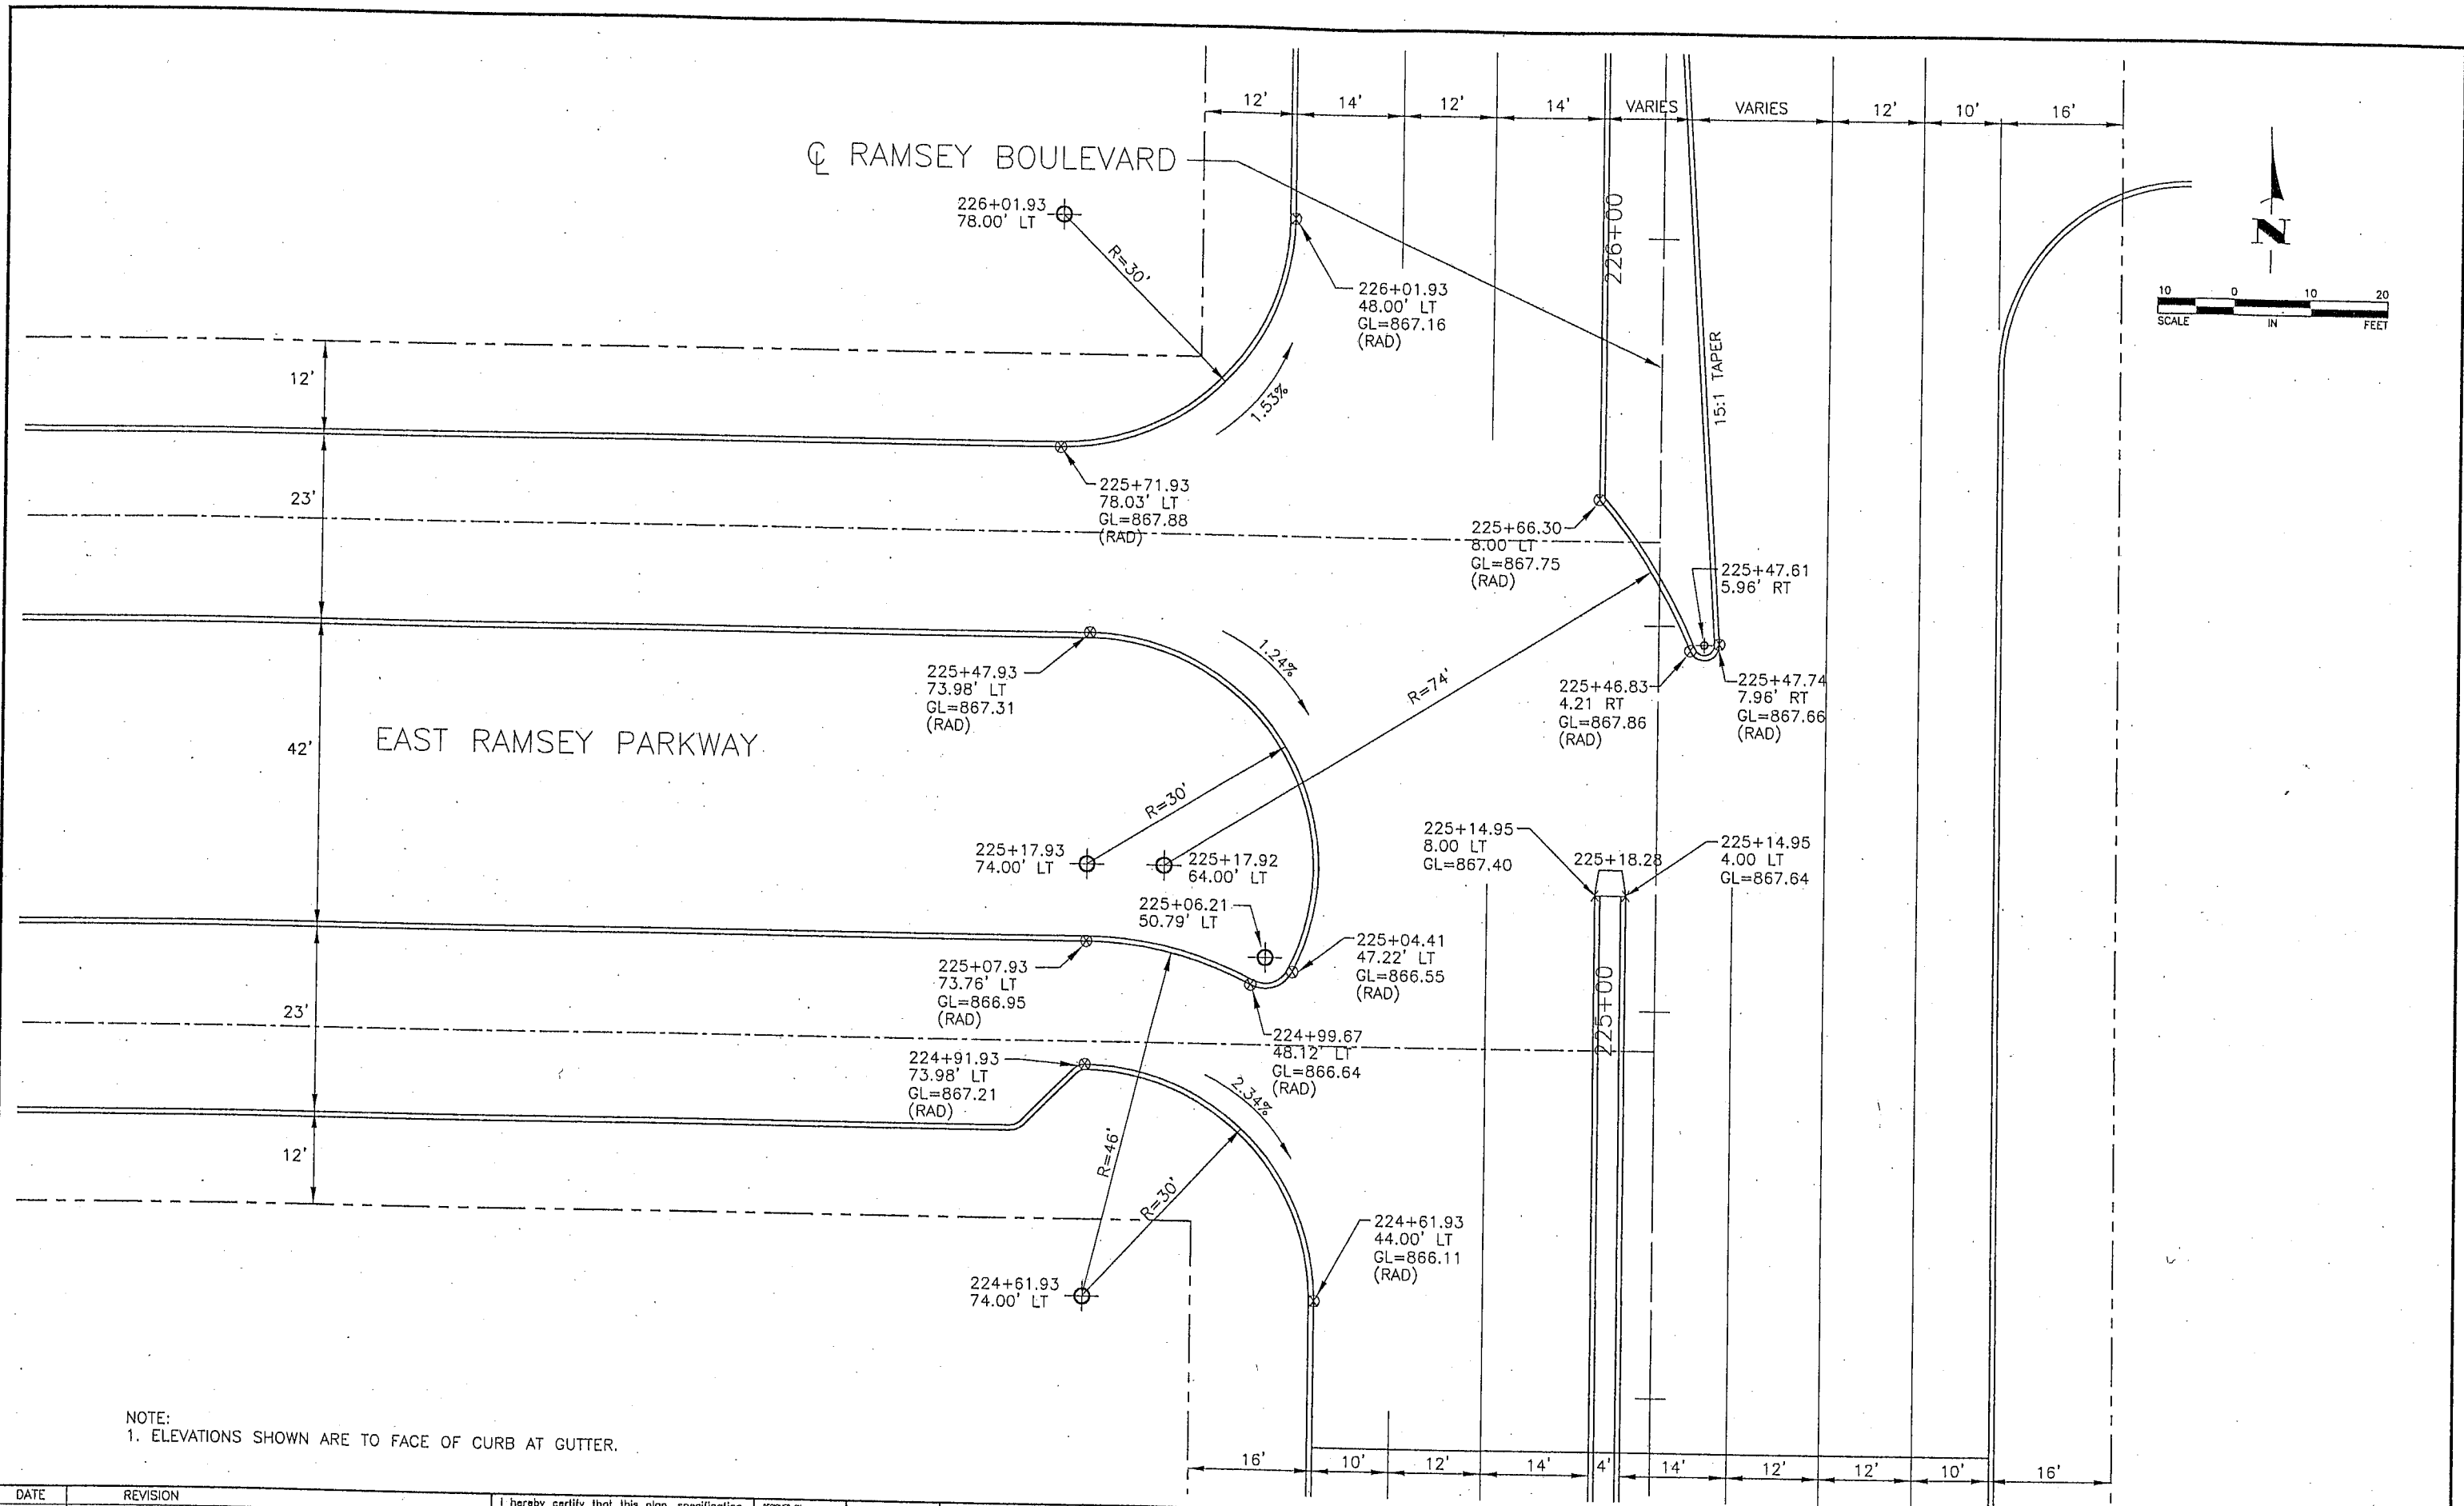 12'
14'
12'
14'
VARIES
VARIES
12'
10'
16'
℄ RAMSEY BOULEVARD
226+01.93
78.00' LT
R=30'
226+00
N
10 0 10 20
SCALE IN FEET
226+01.93
48.00' LT
GL=867.16
(RAD)
15:1 TAPER
1.53%
12'
23'
225+71.93
78.03' LT
GL=867.88
(RAD)
225+66.30
8.00 LT
GL=867.75
(RAD)
225+47.61
5.96' RT
1.24%
225+47.93
73.98' LT
GL=867.31
(RAD)
R=74'
225+46.83
4.21 RT
GL=867.86
(RAD)
225+47.74
7.96' RT
GL=867.66
(RAD)
42'
EAST RAMSEY PARKWAY
R=30'
225+17.93
74.00' LT
225+17.92
64.00' LT
225+14.95
8.00 LT
GL=867.40
225+18.28
225+14.95
4.00 LT
GL=867.64
225+06.21
50.79' LT
225+04.41
47.22' LT
GL=866.55
(RAD)
225+07.93
73.76' LT
GL=866.95
(RAD)
225+00
23'
224+99.67
48.12' LT
GL=866.64
(RAD)
224+91.93
73.98' LT
GL=867.21
(RAD)
2.34%
R=46'
R=30'
12'
224+61.93
44.00' LT
GL=866.11
(RAD)
224+61.93
74.00' LT
NOTE:
1. ELEVATIONS SHOWN ARE TO FACE OF CURB AT GUTTER.
16'
10'
12'
14'
4'
14'
12'
12'
10'
16'
DATE REVISION
I hereby certify that this plan, specification,